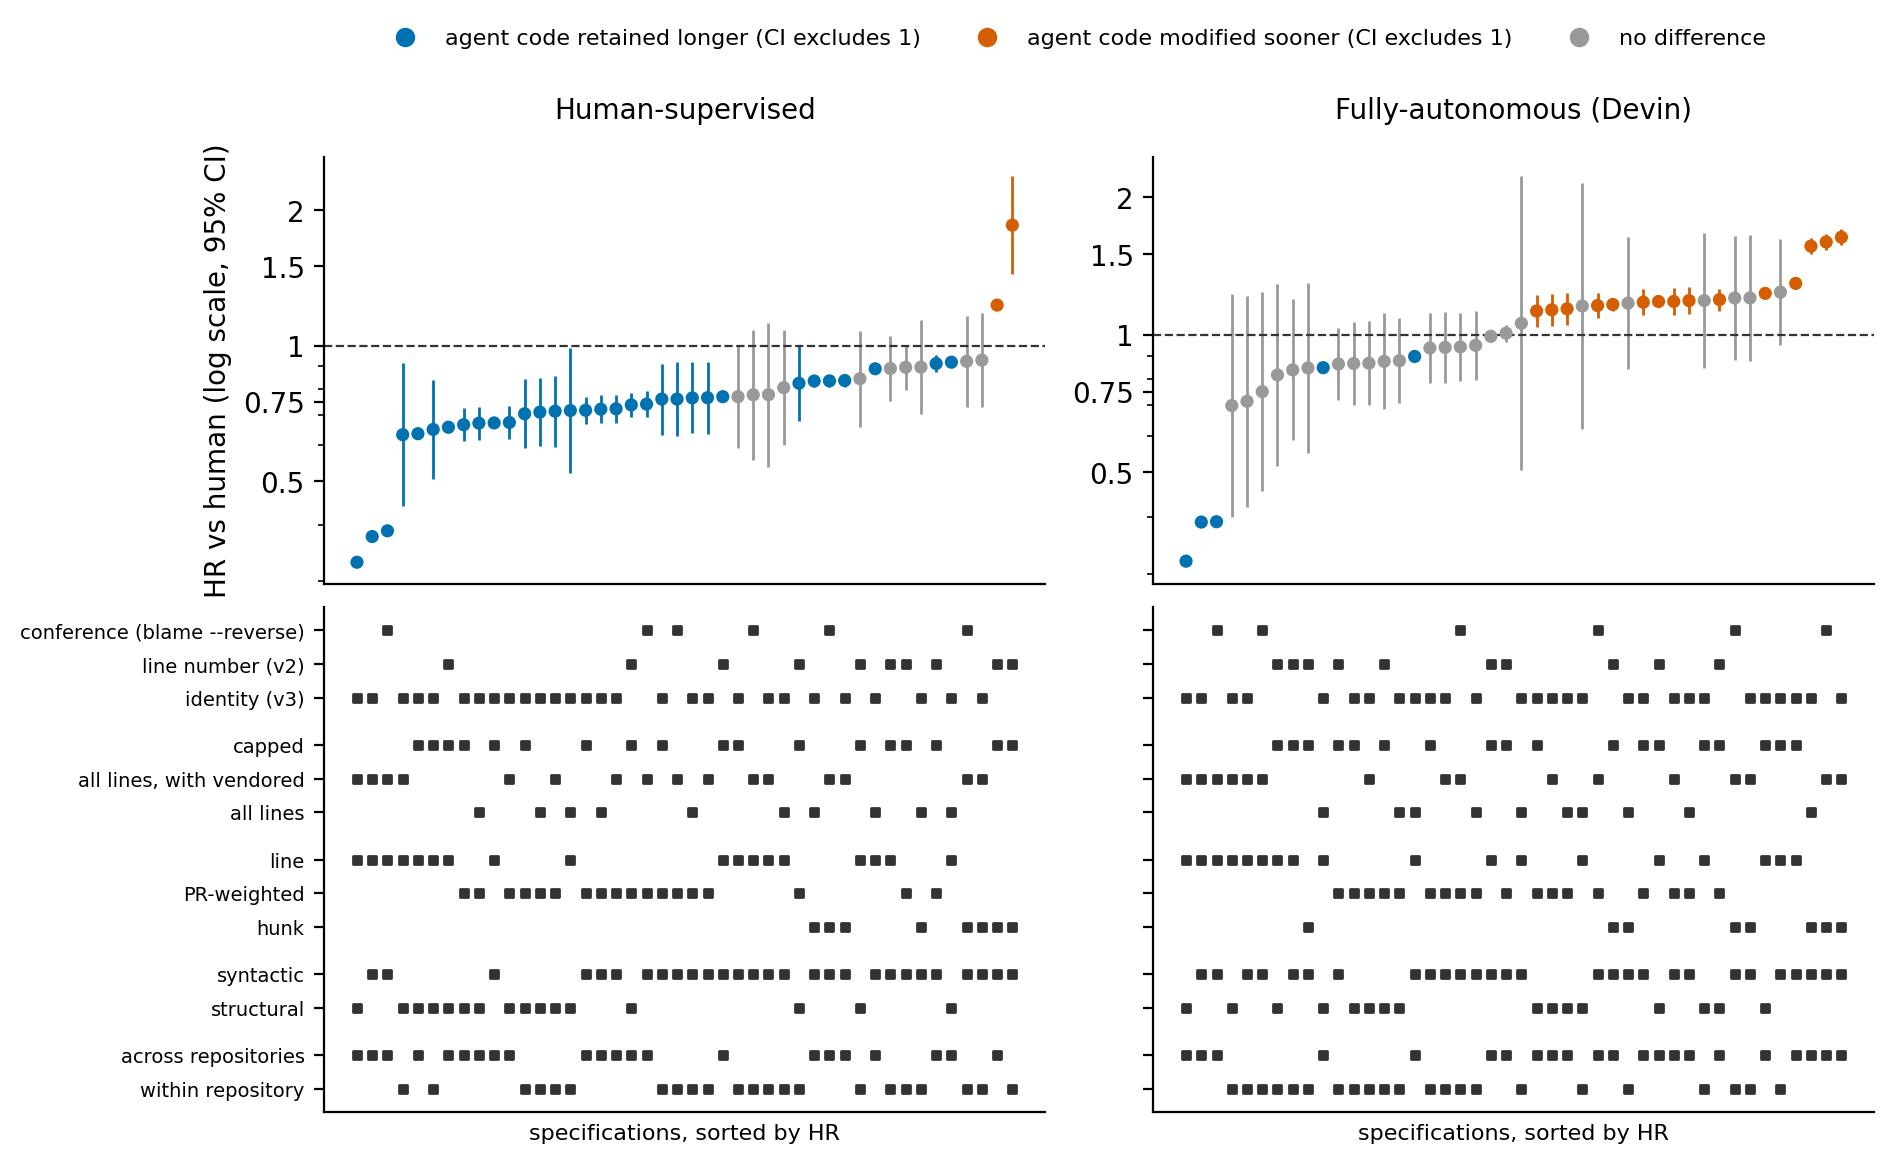 agent code retained longer (CI excludes 1)
agent code modified sooner (CI excludes 1)
no difference
Human-supervised
Fully-autonomous (Devin)
HR vs human (log scale, 95% CI)
2
1.5
1
0.75
0.5
2
1.5
1
0.75
0.5
conference (blame --reverse)
line number (v2)
identity (v3)
capped
all lines, with vendored
all lines
line
PR-weighted
hunk
syntactic
structural
across repositories
within repository
specifications, sorted by HR
specifications, sorted by HR